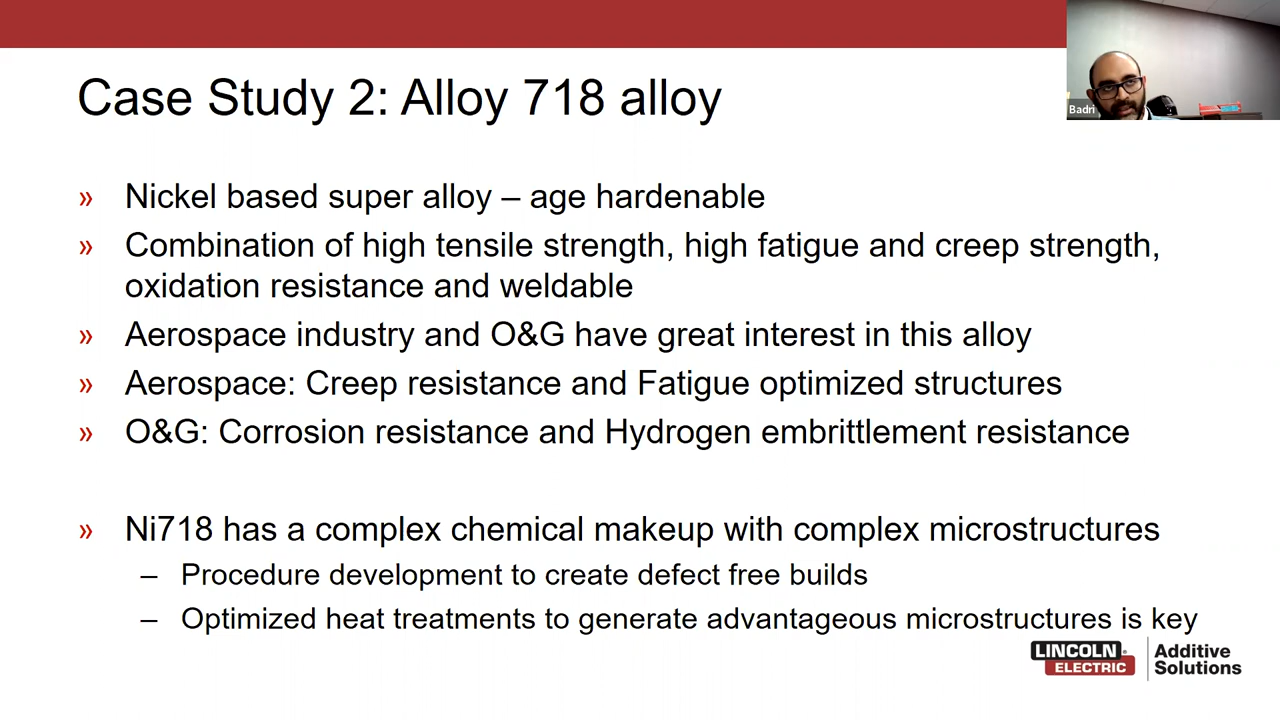 Case Study 2: Alloy 718 alloy
Badri
» Nickel based super alloy – age hardenable
» Combination of high tensile strength, high fatigue and creep strength,
oxidation resistance and weldable
» Aerospace industry and O&G have great interest in this alloy
» Aerospace: Creep resistance and Fatigue optimized structures
» O&G: Corrosion resistance and Hydrogen embrittlement resistance
» Ni718 has a complex chemical makeup with complex microstructures
– Procedure development to create defect free builds
– Optimized heat treatments to generate advantageous microstructures is key
LINCOLN®
ELECTRIC
Additive
Solutions